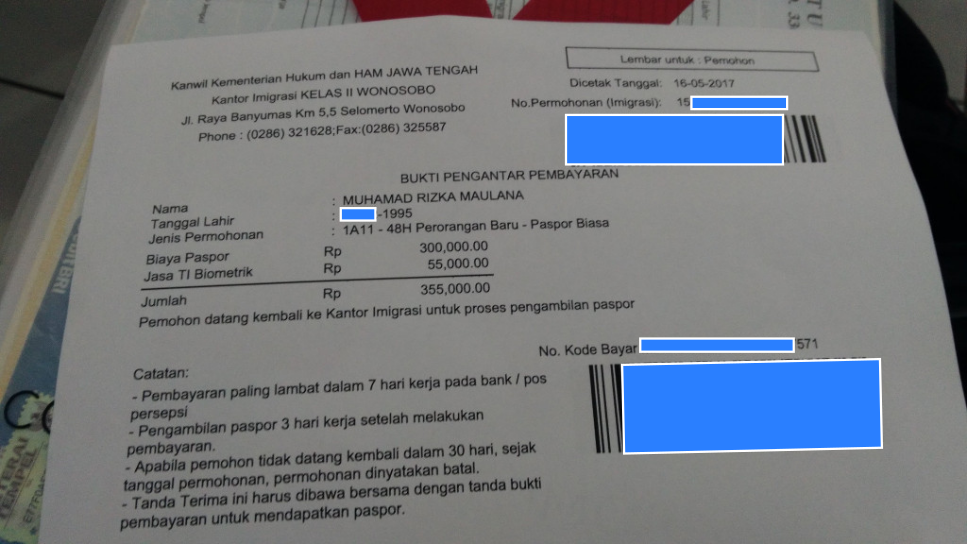 Lembar untuk : Pemohon
Kanwil Kementerian Hukum dan HAM JAWA TENGAH
Kantor Imigrasi KELAS II WONOSOBO
Jl. Raya Banyumas Km 5,5 Selomerto Wonosobo
Phone : (0286) 321628;Fax:(0286) 325587
Dicetak Tanggal: 16-05-2017
No.Permohonan (Imigrasi): 15
BUKTI PENGANTAR PEMBAYARAN
Nama : MUHAMAD RIZKA MAULANA
Tanggal Lahir : -1995
Jenis Permohonan : 1A11 - 48H Perorangan Baru - Paspor Biasa
Biaya Paspor Rp 300,000.00
Jasa TI Biometrik Rp 55,000.00
Jumlah Rp 355,000.00
Pemohon datang kembali ke Kantor Imigrasi untuk proses pengambilan paspor
No. Kode Bayar 571
Catatan:
- Pembayaran paling lambat dalam 7 hari kerja pada bank / pos
persepsi
- Pengambilan paspor 3 hari kerja setelah melakukan
pembayaran.
- Apabila pemohon tidak datang kembali dalam 30 hari, sejak
tanggal permohonan, permohonan dinyatakan batal.
- Tanda Terima ini harus dibawa bersama dengan tanda bukti
pembayaran untuk mendapatkan paspor.
BRI
TEMPEL